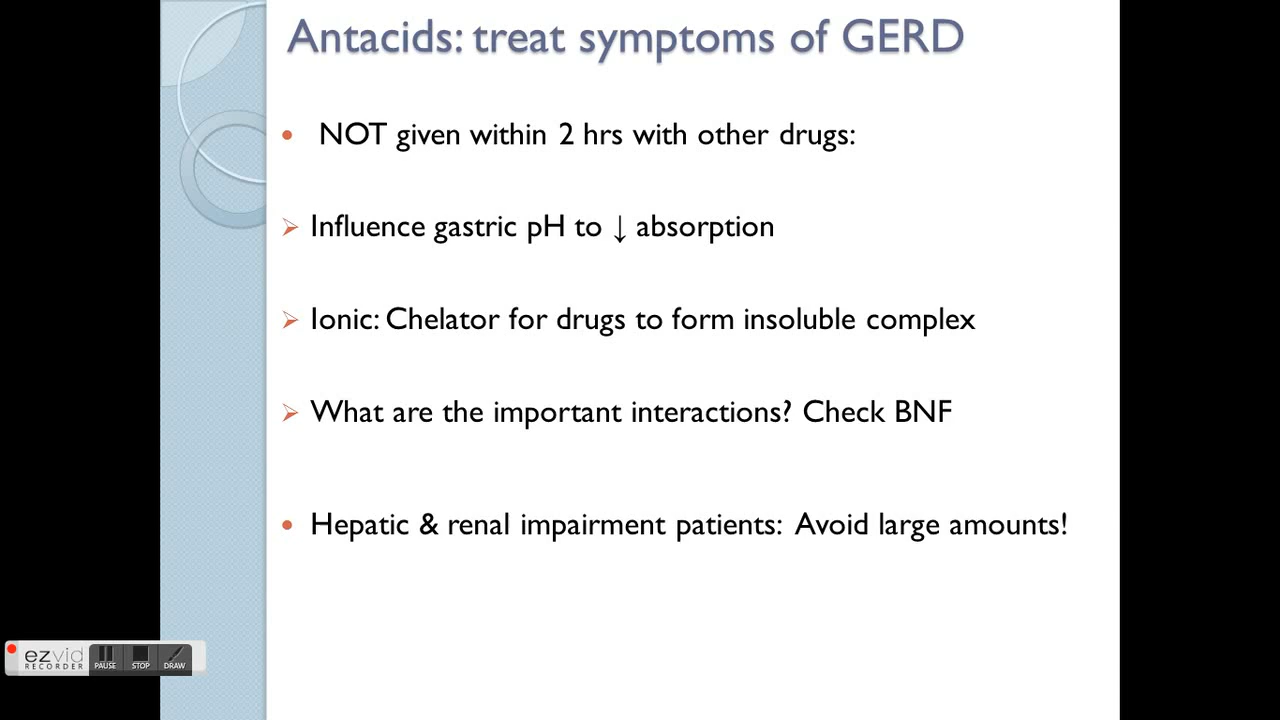 Antacids: treat symptoms of GERD
• NOT given within 2 hrs with other drugs:
➢ Influence gastric pH to ↓ absorption
➢ Ionic: Chelator for drugs to form insoluble complex
➢ What are the important interactions? Check BNF
• Hepatic & renal impairment patients: Avoid large amounts!
ezvid
RECORDER
PAUSE STOP DRAW